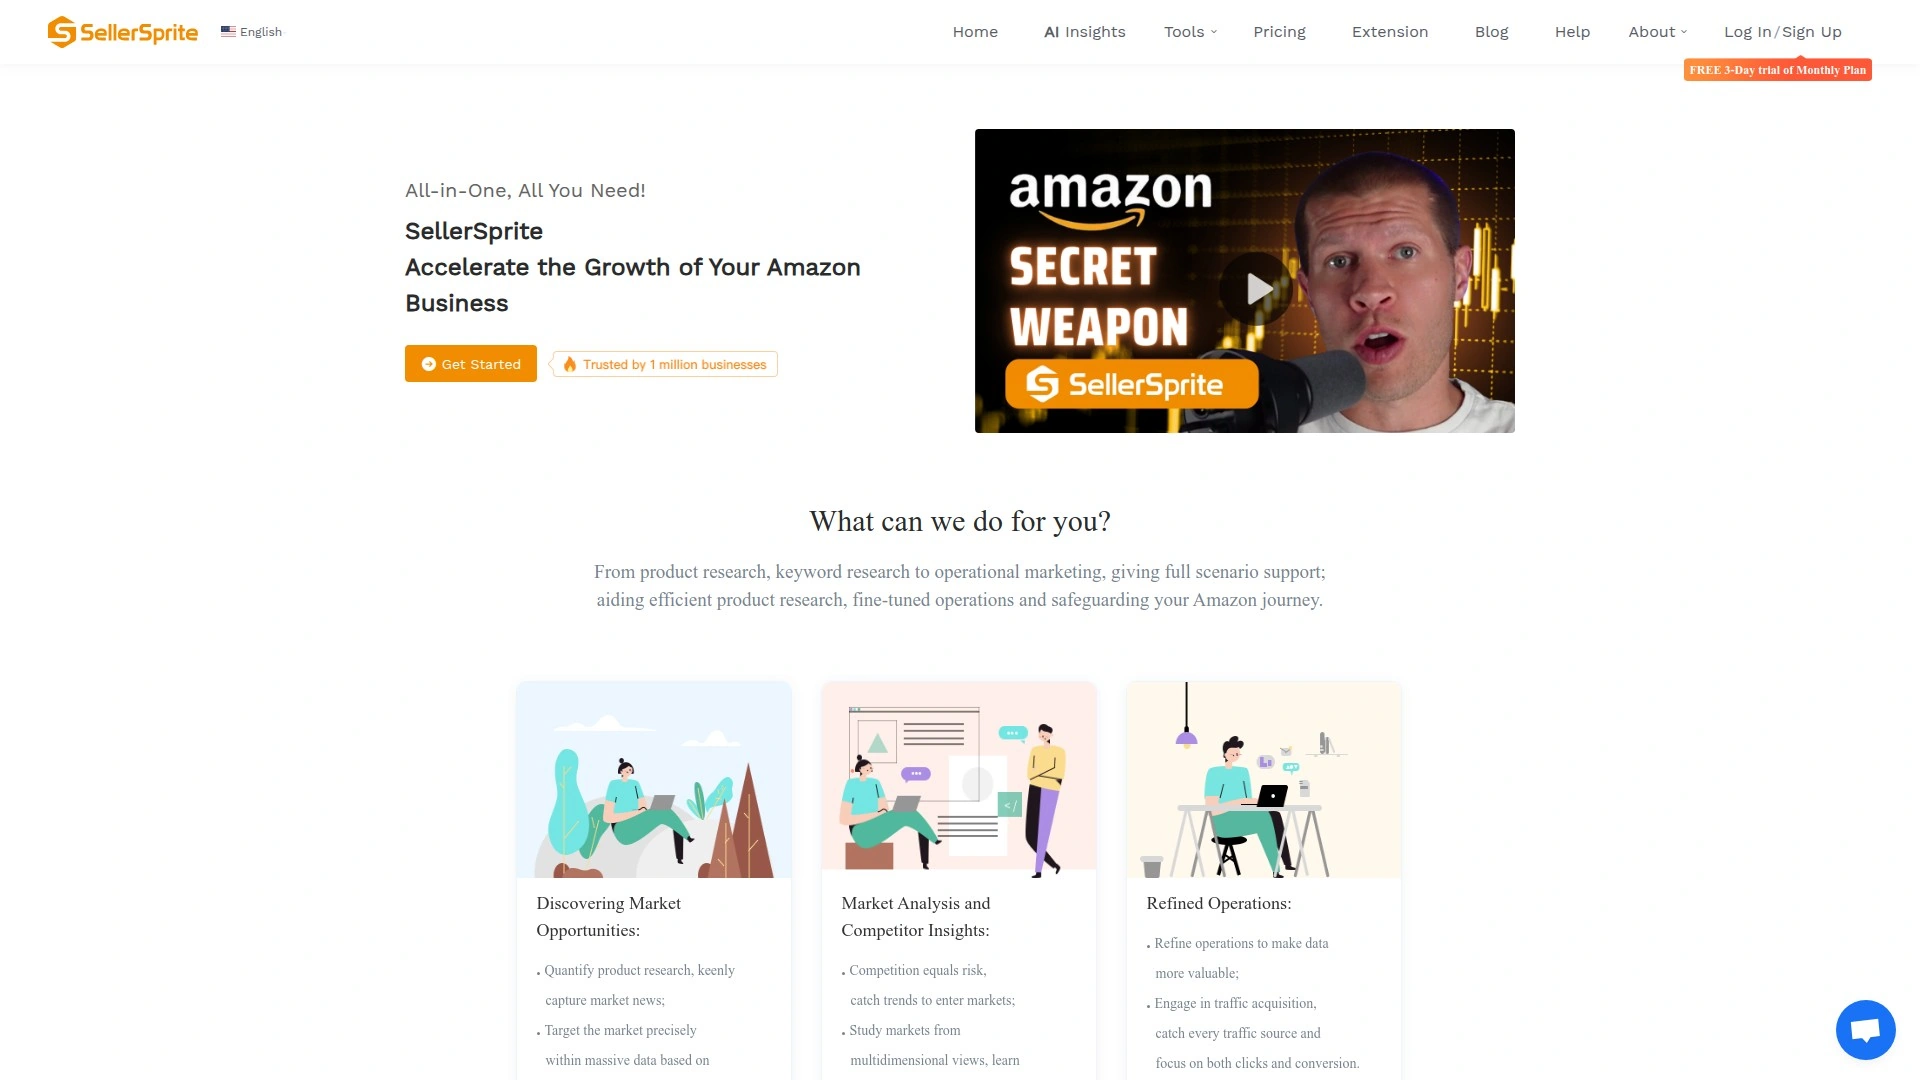 SellerSprite
English
Home
AI Insights
Tools
Pricing
Extension
Blog
Help
About
Log In/Sign Up
FREE 3-Day trial of Monthly Plan
All-in-One, All You Need!
SellerSprite
Accelerate the Growth of Your Amazon
Business
Get Started
Trusted by 1 million businesses
amazon
SECRET
WEAPON
SellerSprite
What can we do for you?
From product research, keyword research to operational marketing, giving full scenario support;
aiding efficient product research, fine-tuned operations and safeguarding your Amazon journey.
</>
Discovering Market
Opportunities:
• Quantify product research, keenly
capture market news;
• Target the market precisely
within massive data based on
Market Analysis and
Competitor Insights:
• Competition equals risk,
catch trends to enter markets;
• Study markets from
multidimensional views, learn
Refined Operations:
• Refine operations to make data
more valuable;
• Engage in traffic acquisition,
catch every traffic source and
focus on both clicks and conversion.